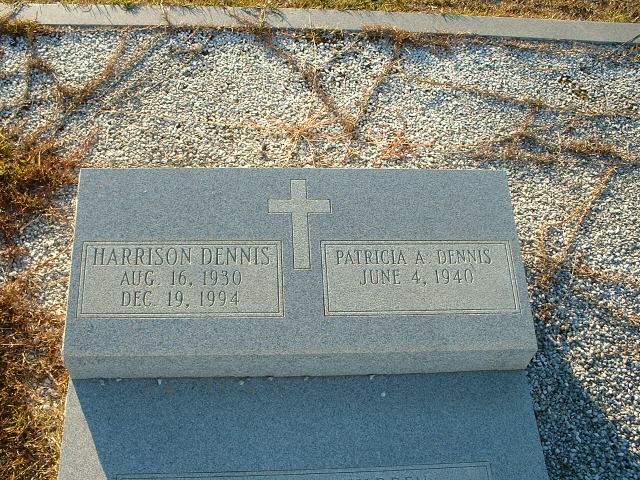 HARRISON DENNIS
AUG. 16, 1930
DEC. 19, 1994
PATRICIA A. DENNIS
JUNE 4, 1940